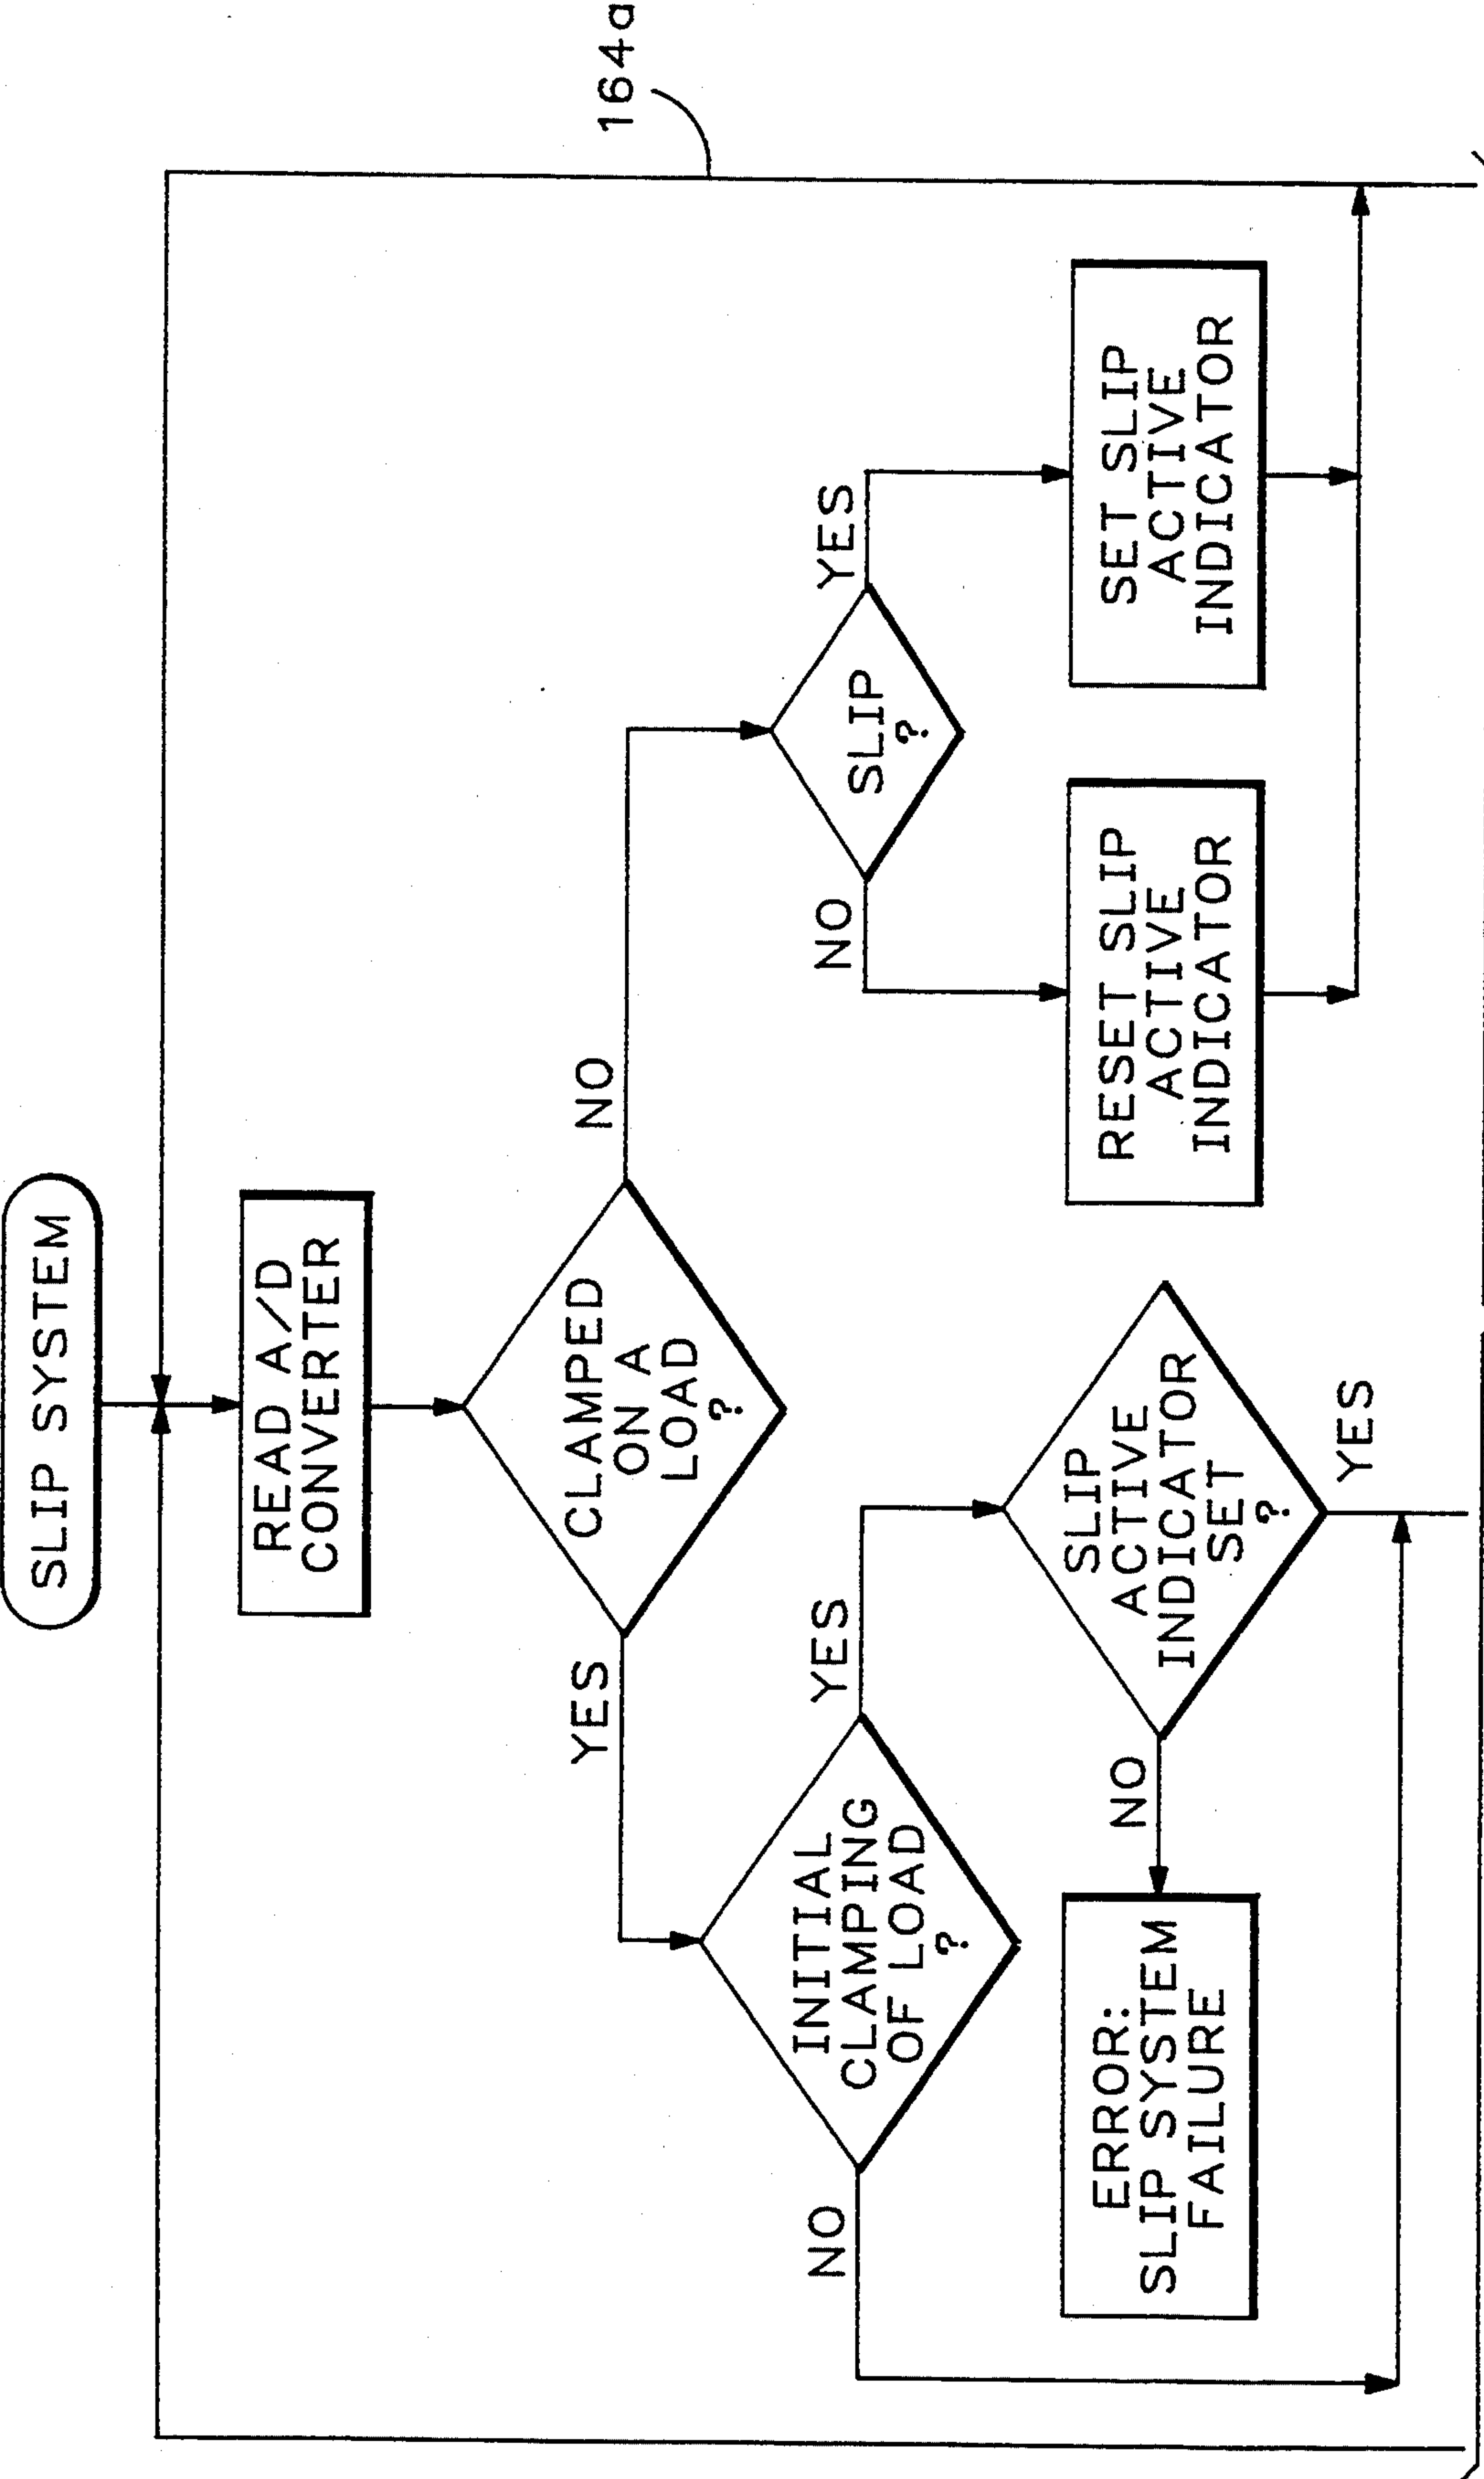 164a
SLIP SYSTEM
READ A/D
CONVERTER
CLAMPED
ON A
LOAD
?
YES
NO
INITIAL
CLAMPING
OF LOAD
?
NO
YES
SLIP
?
NO
YES
SLIP
ACTIVE
INDICATOR
SET
?
NO
YES
ERROR:
SLIP SYSTEM
FAILURE
RESET SLIP
ACTIVE
INDICATOR
SET SLIP
ACTIVE
INDICATOR